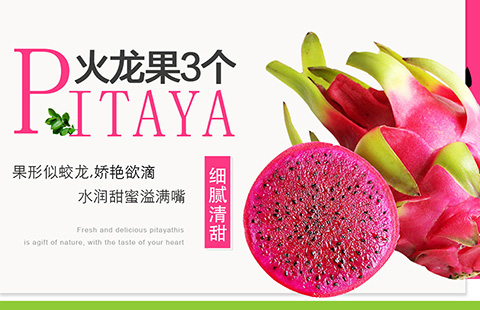 火龙果3个
PITAYA
果形似蛟龙.娇艳欲滴
水润甜蜜溢满嘴
细腻清甜
Fresh and delicious pitayathis
is agift of nature, with the taste of your heart